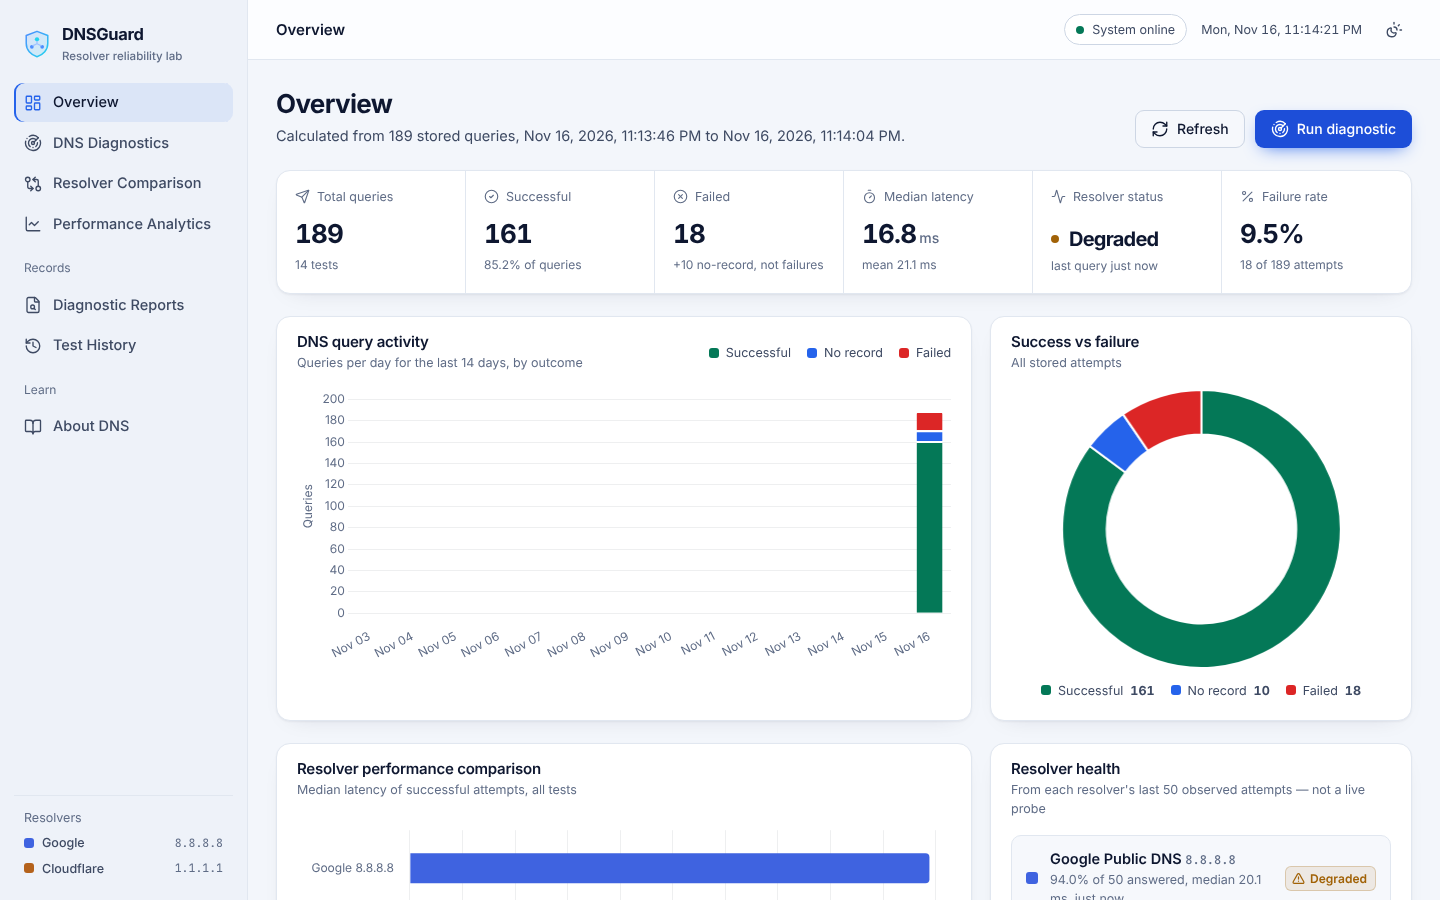 DNSGuard
Resolver reliability lab
Overview
DNS Diagnostics
Resolver Comparison
Performance Analytics
Records
Diagnostic Reports
Test History
Learn
About DNS
Resolvers
Google 8.8.8.8
Cloudflare 1.1.1.1
Overview
System online
Mon, Nov 16, 11:14:21 PM
Overview
Calculated from 189 stored queries, Nov 16, 2026, 11:13:46 PM to Nov 16, 2026, 11:14:04 PM.
Refresh
Run diagnostic
Total queries
189
14 tests
Successful
161
85.2% of queries
Failed
18
+10 no-record, not failures
Median latency
16.8 ms
mean 21.1 ms
Resolver status
Degraded
last query just now
Failure rate
9.5%
18 of 189 attempts
DNS query activity
Queries per day for the last 14 days, by outcome
Successful No record Failed
Queries
200
180
160
140
120
100
80
60
40
20
0
Nov 03 Nov 04 Nov 05 Nov 06 Nov 07 Nov 08 Nov 09 Nov 10 Nov 11 Nov 12 Nov 13 Nov 14 Nov 15 Nov 16
Success vs failure
All stored attempts
Successful 161 No record 10 Failed 18
Resolver performance comparison
Median latency of successful attempts, all tests
Google 8.8.8.8
Resolver health
From each resolver's last 50 observed attempts — not a live
probe
Google Public DNS 8.8.8.8
94.0% of 50 answered, median 20.1
ms, just now
Degraded